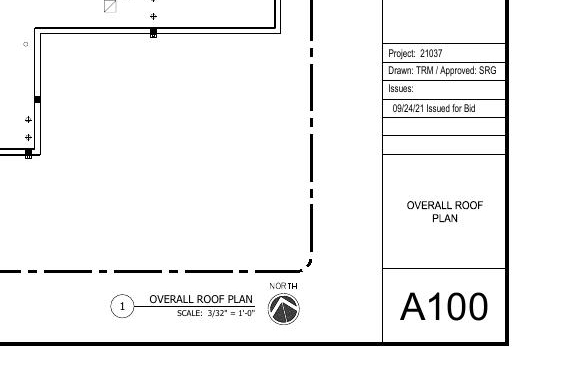 Project: 21037
Drawn: TRM / Approved: SRG
Issues:
09/24/21 Issued for Bid
OVERALL ROOF
PLAN
A100
NORTH
1
OVERALL ROOF PLAN
SCALE: 3/32" = 1'-0"